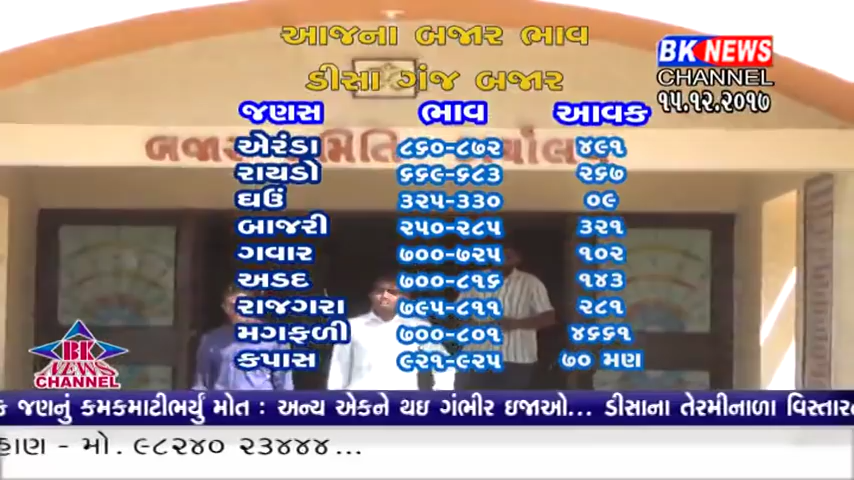 આજના બજાર ભાવ
ડીસા ગંજ બજાર
BK NEWS
CHANNEL
૧૫.૧૨.૨૦૧૭
જણસ ભાવ આવક
એરંડા ૮૬૦-૮૭૨ ૪૯૧
રાયડો ૬૬૯-૬૮૩ ૨૬૭
ઘઉં ૩૨૫-૩૩૦ ૦૯
બાજરી ૨૫૦-૨૮૫ ૩૨૧
ગવાર ૭૦૦-૭૨૫ ૧૦૨
અડદ ૭૦૦-૮૧૬ ૧૪૩
રાજગરા ૭૯૫-૮૧૧ ૨૮૧
મગફળી ૭૦૦-૮૦૧ ૪૬૬૧
કપાસ ૯૨૧-૯૨૫ ૭૦ મણ
BK
NEWS
CHANNEL
ક જણનું કમકમાટીભર્યું મોત : અન્ય એકને થઇ ગંભીર ઇજાઓ... ડીસાના તેરમીનાળા વિસ્તારન
હાણ - મો. ૯૮૨૪૦ ૨૩૪૪૪...